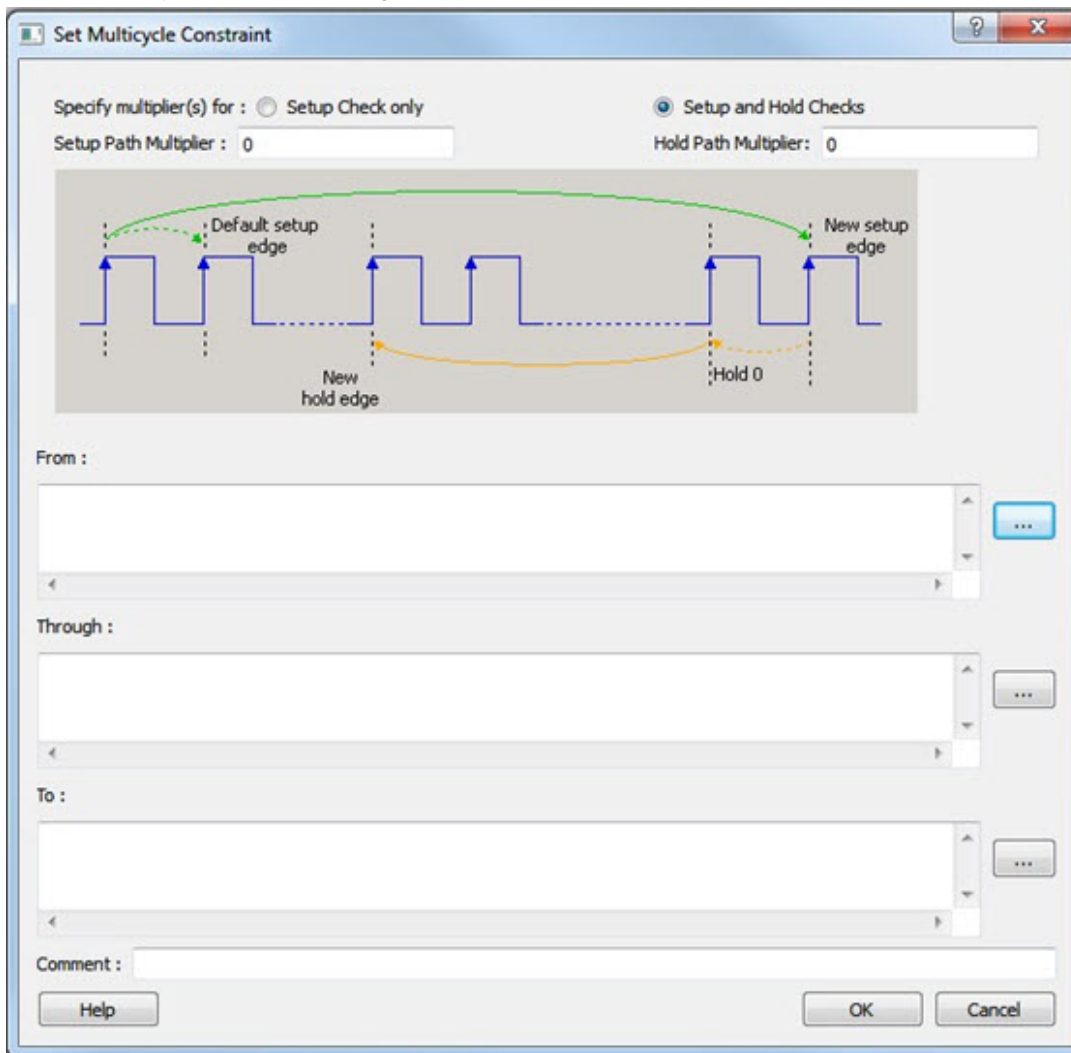 Set Multicycle Constraint
Specify multiplier(s) for : Setup Check only Setup and Hold Checks
Setup Path Multiplier : 0 Hold Path Multiplier: 0
Default setup
edge
New setup
edge
New
hold edge
Hold 0
From :
...
Through :
...
To :
...
Comment :
Help OK Cancel